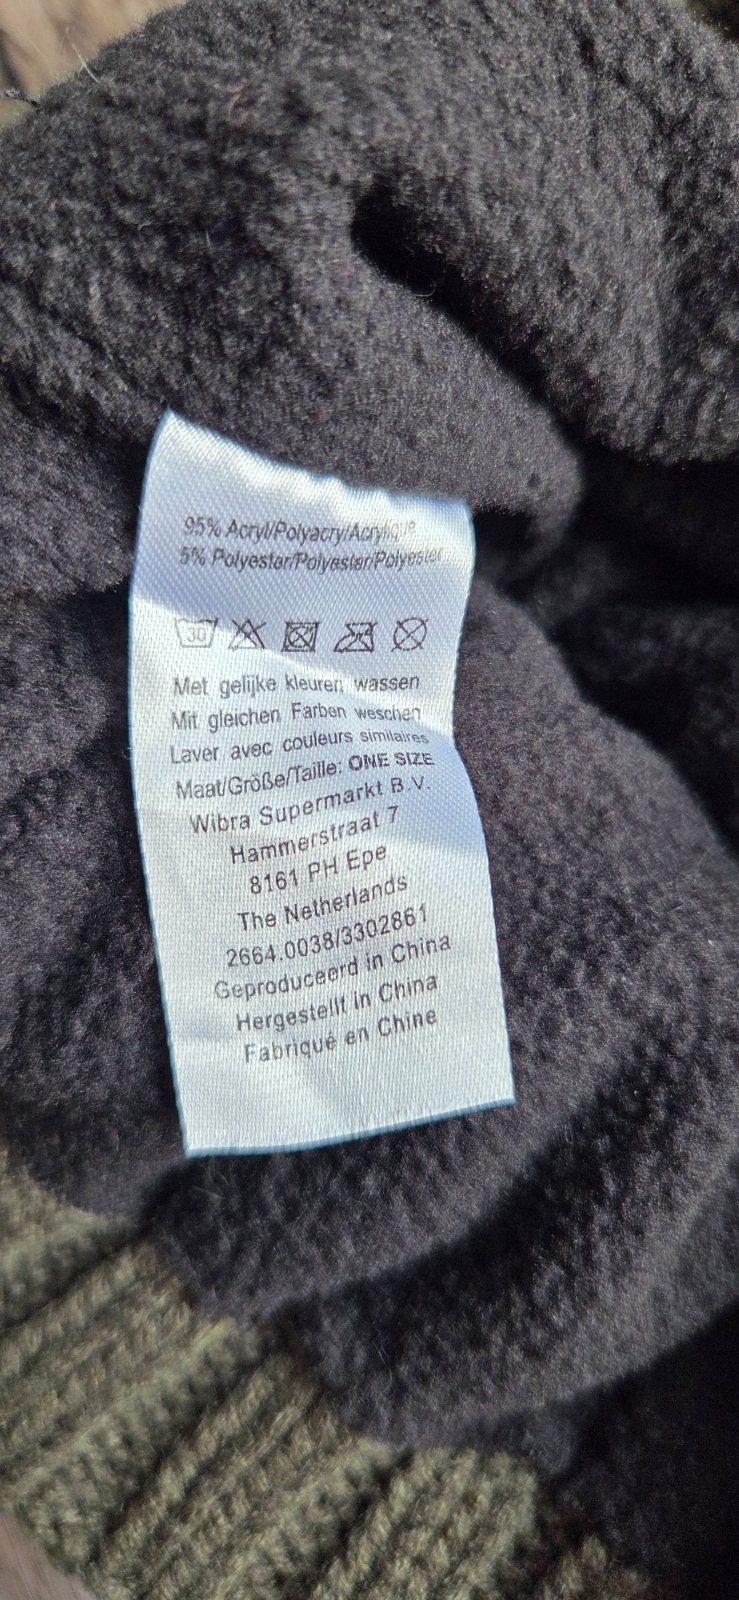 95% Acryl/Polyacryl/Acrylique
5% Polyester/Polyester/Polyester
30
Met gelijke kleuren wassen
Mit gleichen Farben weschen
Laver avec couleurs similaires
Maat/Größe/Taille: ONE SIZE
Wibra Supermarkt B.V.
Hammerstraat 7
8161 PH Epe
The Netherlands
2664.0038/3302861
Geproduceerd in China
Hergestellt in China
Fabriqué en Chine